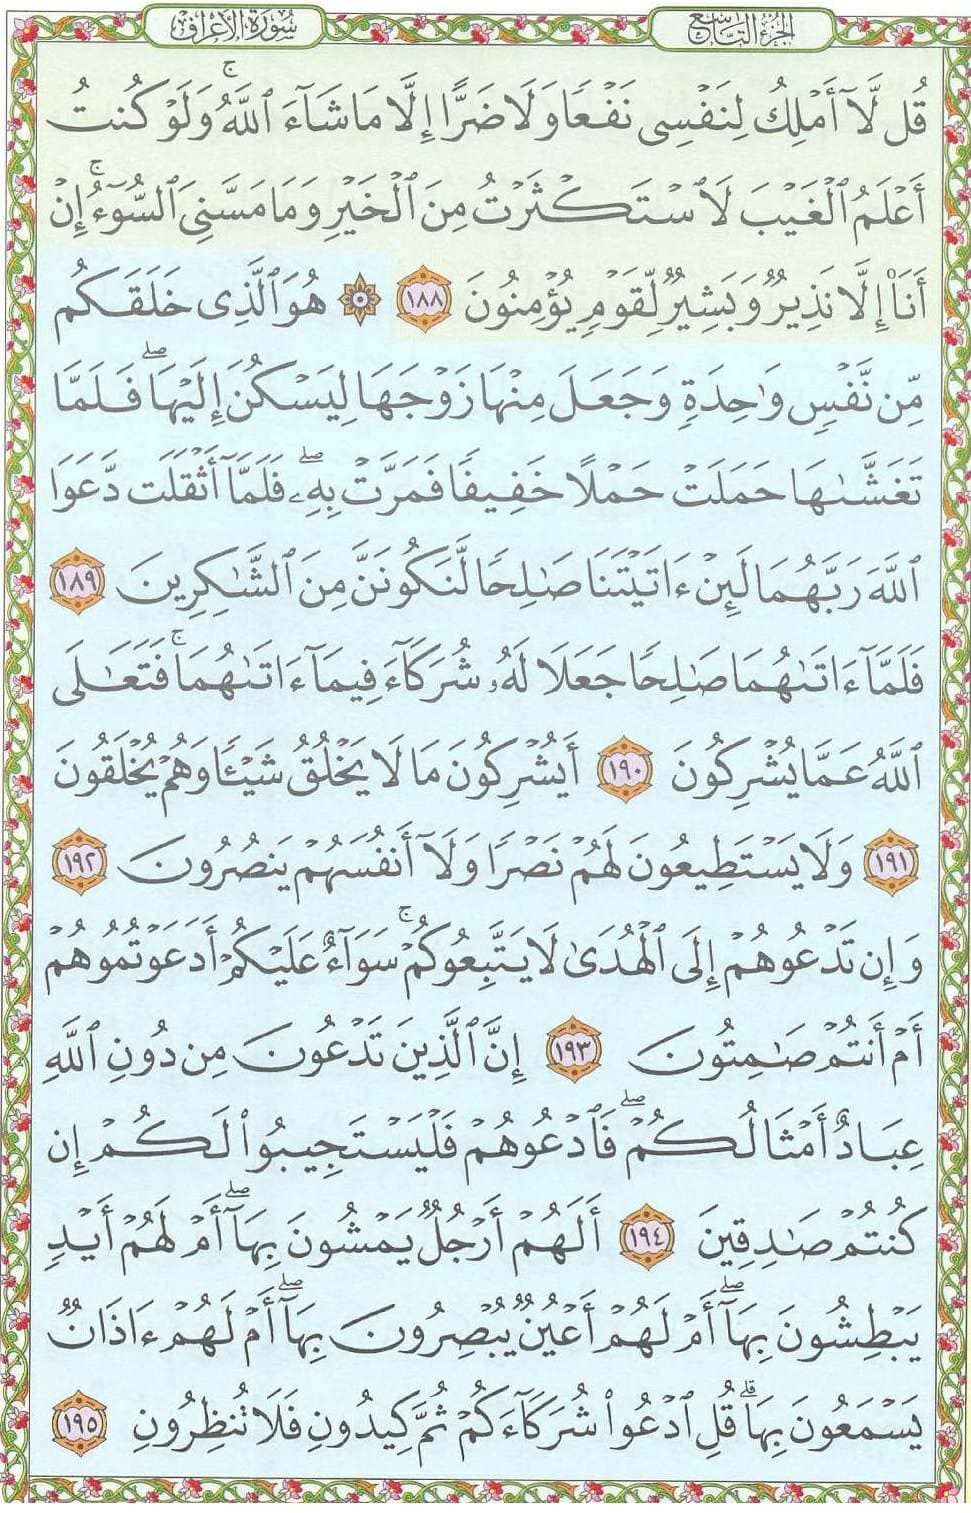 الجزء التاسع
سورة الأعراف
قُل لَّآ أَمۡلِكُ لِنَفۡسِي نَفۡعٗا وَلَا ضَرًّا إِلَّا مَا شَآءَ ٱللَّهُۚ وَلَوۡ كُنتُ
أَعۡلَمُ ٱلۡغَيۡبَ لَٱسۡتَكۡثَرۡتُ مِنَ ٱلۡخَيۡرِ وَمَا مَسَّنِيَ ٱلسُّوٓءُۚ إِنۡ
أَنَا۠ إِلَّا نَذِيرٞ وَبَشِيرٞ لِّقَوۡمٖ يُؤۡمِنُونَ ١٨٨ ۞ هُوَ ٱلَّذِي خَلَقَكُم
مِّن نَّفۡسٖ وَٰحِدَةٖ وَجَعَلَ مِنۡهَا زَوۡجَهَا لِيَسۡكُنَ إِلَيۡهَاۖ فَلَمَّا
تَغَشَّىٰهَا حَمَلَتۡ حَمۡلًا خَفِيفٗا فَمَرَّتۡ بِهِۦۖ فَلَمَّآ أَثۡقَلَت دَّعَوَا
ٱللَّهَ رَبَّهُمَا لَئِنۡ ءَاتَيۡتَنَا صَٰلِحٗا لَّنَكُونَنَّ مِنَ ٱلشَّٰكِرِينَ ١٨٩
فَلَمَّآ ءَاتَىٰهُمَا صَٰلِحٗا جَعَلَا لَهُۥ شُرَكَآءَ فِيمَآ ءَاتَىٰهُمَاۚ فَتَعَٰلَى
ٱللَّهُ عَمَّا يُشۡرِكُونَ ١٩٠ أَيُشۡرِكُونَ مَا لَا يَخۡلُقُ شَيۡـٔٗا وَهُمۡ يُخۡلَقُونَ
١٩١ وَلَا يَسۡتَطِيعُونَ لَهُمۡ نَصۡرٗا وَلَآ أَنفُسَهُمۡ يَنصُرُونَ ١٩٢
وَإِن تَدۡعُوهُمۡ إِلَى ٱلۡهُدَىٰ لَا يَتَّبِعُوكُمۡۚ سَوَآءٌ عَلَيۡكُمۡ أَدَعَوۡتُمُوهُمۡ
أَمۡ أَنتُمۡ صَٰمِتُونَ ١٩٣ إِنَّ ٱلَّذِينَ تَدۡعُونَ مِن دُونِ ٱللَّهِ
عِبَادٌ أَمۡثَالُكُمۡۖ فَٱدۡعُوهُمۡ فَلۡيَسۡتَجِيبُواْ لَكُمۡ إِن
كُنتُمۡ صَٰدِقِينَ ١٩٤ أَلَهُمۡ أَرۡجُلٞ يَمۡشُونَ بِهَآۖ أَمۡ لَهُمۡ أَيۡدٖ
يَبۡطِشُونَ بِهَآۖ أَمۡ لَهُمۡ أَعۡيُنٞ يُبۡصِرُونَ بِهَآۖ أَمۡ لَهُمۡ ءَاذَانٞ
يَسۡمَعُونَ بِهَاۗ قُلِ ٱدۡعُواْ شُرَكَآءَكُمۡ ثُمَّ كِيدُونِ فَلَا تُنظِرُونِ ١٩٥